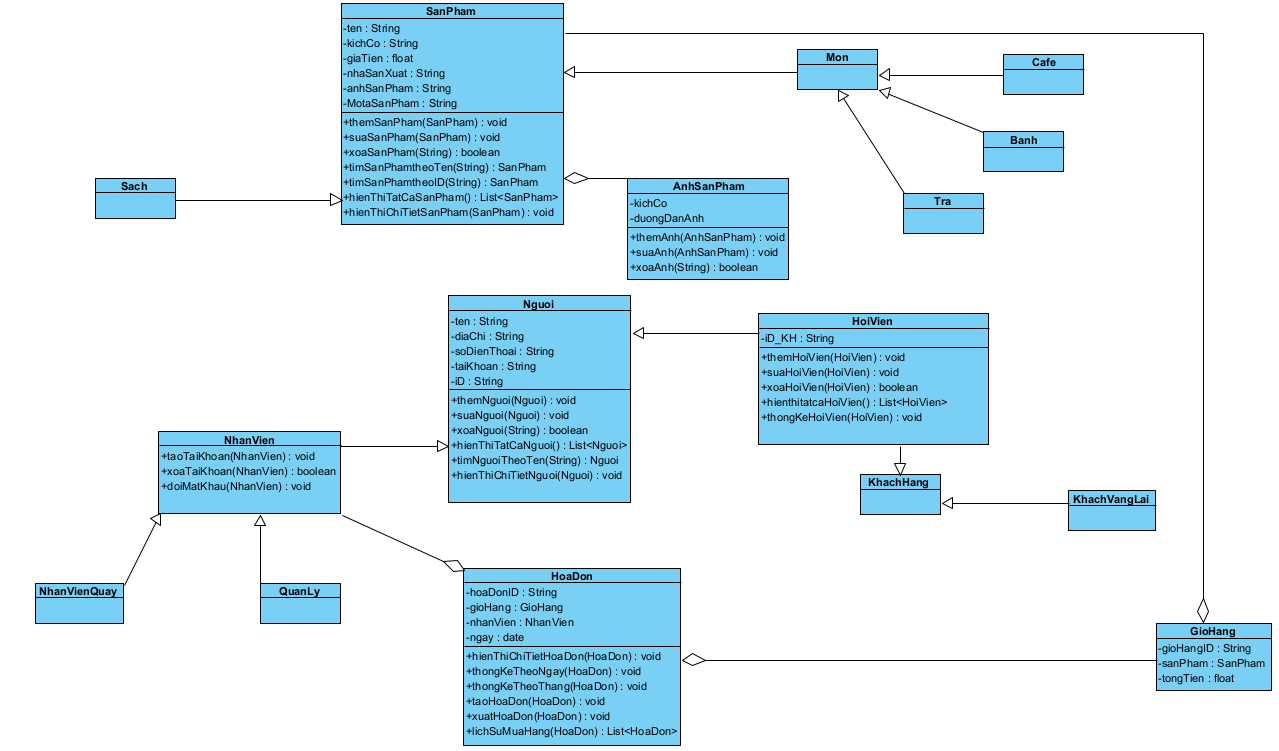 SanPham
-ten : String
-kichCo : String
-giaTien : float
-nhaSanXuat : String
-anhSanPham : String
-MotaSanPham : String
+themSanPham(SanPham) : void
+suaSanPham(SanPham) : void
+xoaSanPham(String) : boolean
+timSanPhamtheoTen(String) : SanPham
+timSanPhamtheoID(String) : SanPham
+hienThiTatCaSanPham() : List<SanPham>
+hienThiChiTietSanPham(SanPham) : void
Mon
Cafe
Banh
Tra
Sach
AnhSanPham
-kichCo
-duongDanAnh
+themAnh(AnhSanPham) : void
+suaAnh(AnhSanPham) : void
+xoaAnh(String) : boolean
Nguoi
-ten : String
-diaChi : String
-soDienThoai : String
-taiKhoan : String
-iD : String
+themNguoi(Nguoi) : void
+suaNguoi(Nguoi) : void
+xoaNguoi(String) : boolean
+hienThiTatCaNguoi() : List<Nguoi>
+timNguoiTheoTen(String) : Nguoi
+hienThiChiTietNguoi(Nguoi) : void
HoiVien
-iD_KH : String
+themHoiVien(HoiVien) : void
+suaHoiVien(HoiVien) : void
+xoaHoiVien(HoiVien) : boolean
+hienthitatcaHoiVien() : List<HoiVien>
+thongKeHoiVien(HoiVien) : void
NhanVien
+taoTaiKhoan(NhanVien) : void
+xoaTaiKhoan(NhanVien) : boolean
+doiMatKhau(NhanVien) : void
KhachHang
KhachVangLai
NhanVienQuay
QuanLy
HoaDon
-hoaDonID : String
-gioHang : GioHang
-nhanVien : NhanVien
-ngay : date
+hienThiChiTietHoaDon(HoaDon) : void
+thongKeTheoNgay(HoaDon) : void
+thongKeTheoThang(HoaDon) : void
+taoHoaDon(HoaDon) : void
+xuatHoaDon(HoaDon) : void
+lichSuMuaHang(HoaDon) : List<HoaDon>
GioHang
-gioHangID : String
-sanPham : SanPham
-tongTien : float